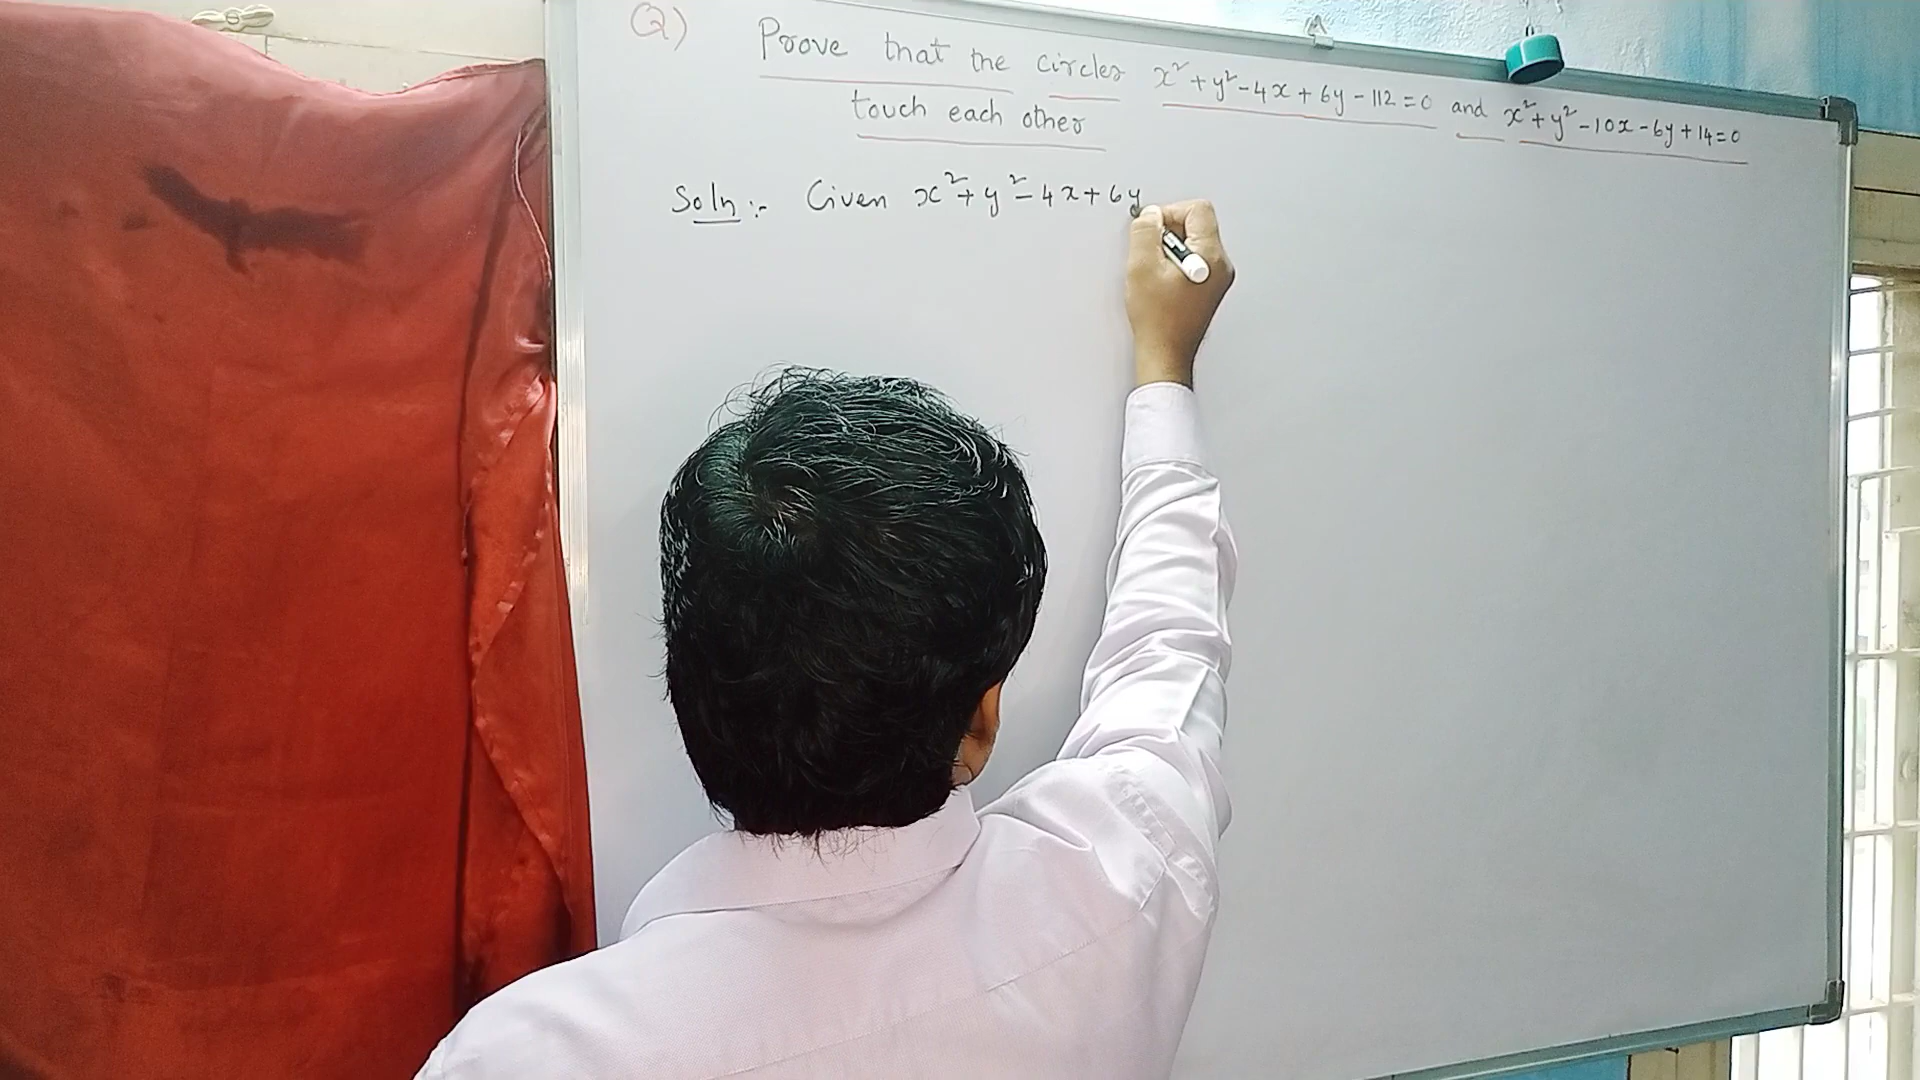 Q) Prove that the circles x²+y²-4x+6y-112=0 and x²+y²-10x-6y+14=0
touch each other
Soln:- Given x²+y²-4x+6y